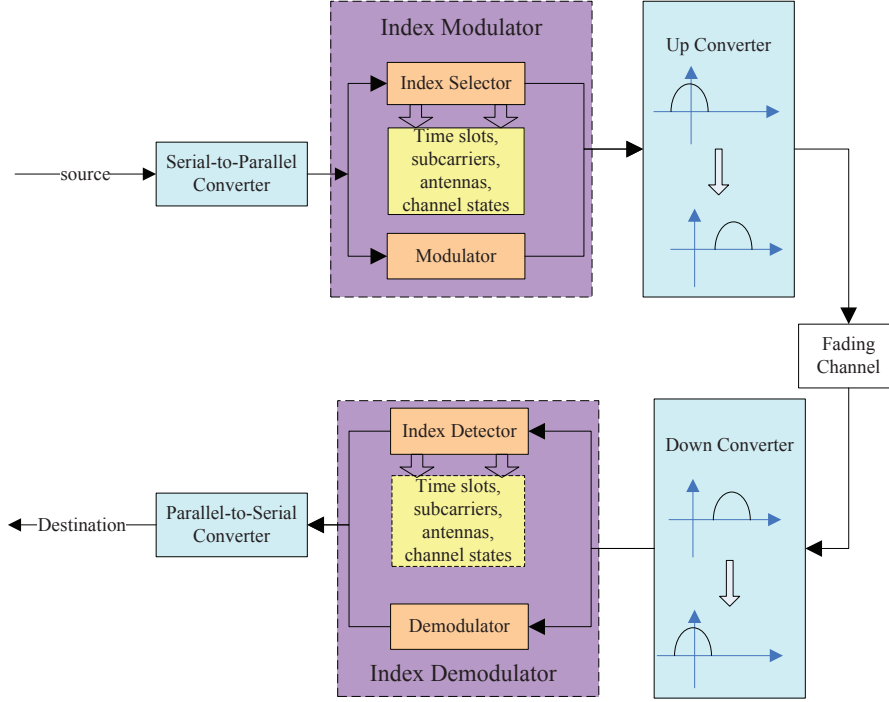 Index Modulator
Index Selector
Time slots,
subcarriers,
antennas,
channel states
Modulator
source
Serial-to-Parallel
Converter
Up Converter
Fading
Channel
Down Converter
Index Detector
Time slots,
subcarriers,
antennas,
channel states
Demodulator
Index Demodulator
Parallel-to-Serial
Converter
Destination